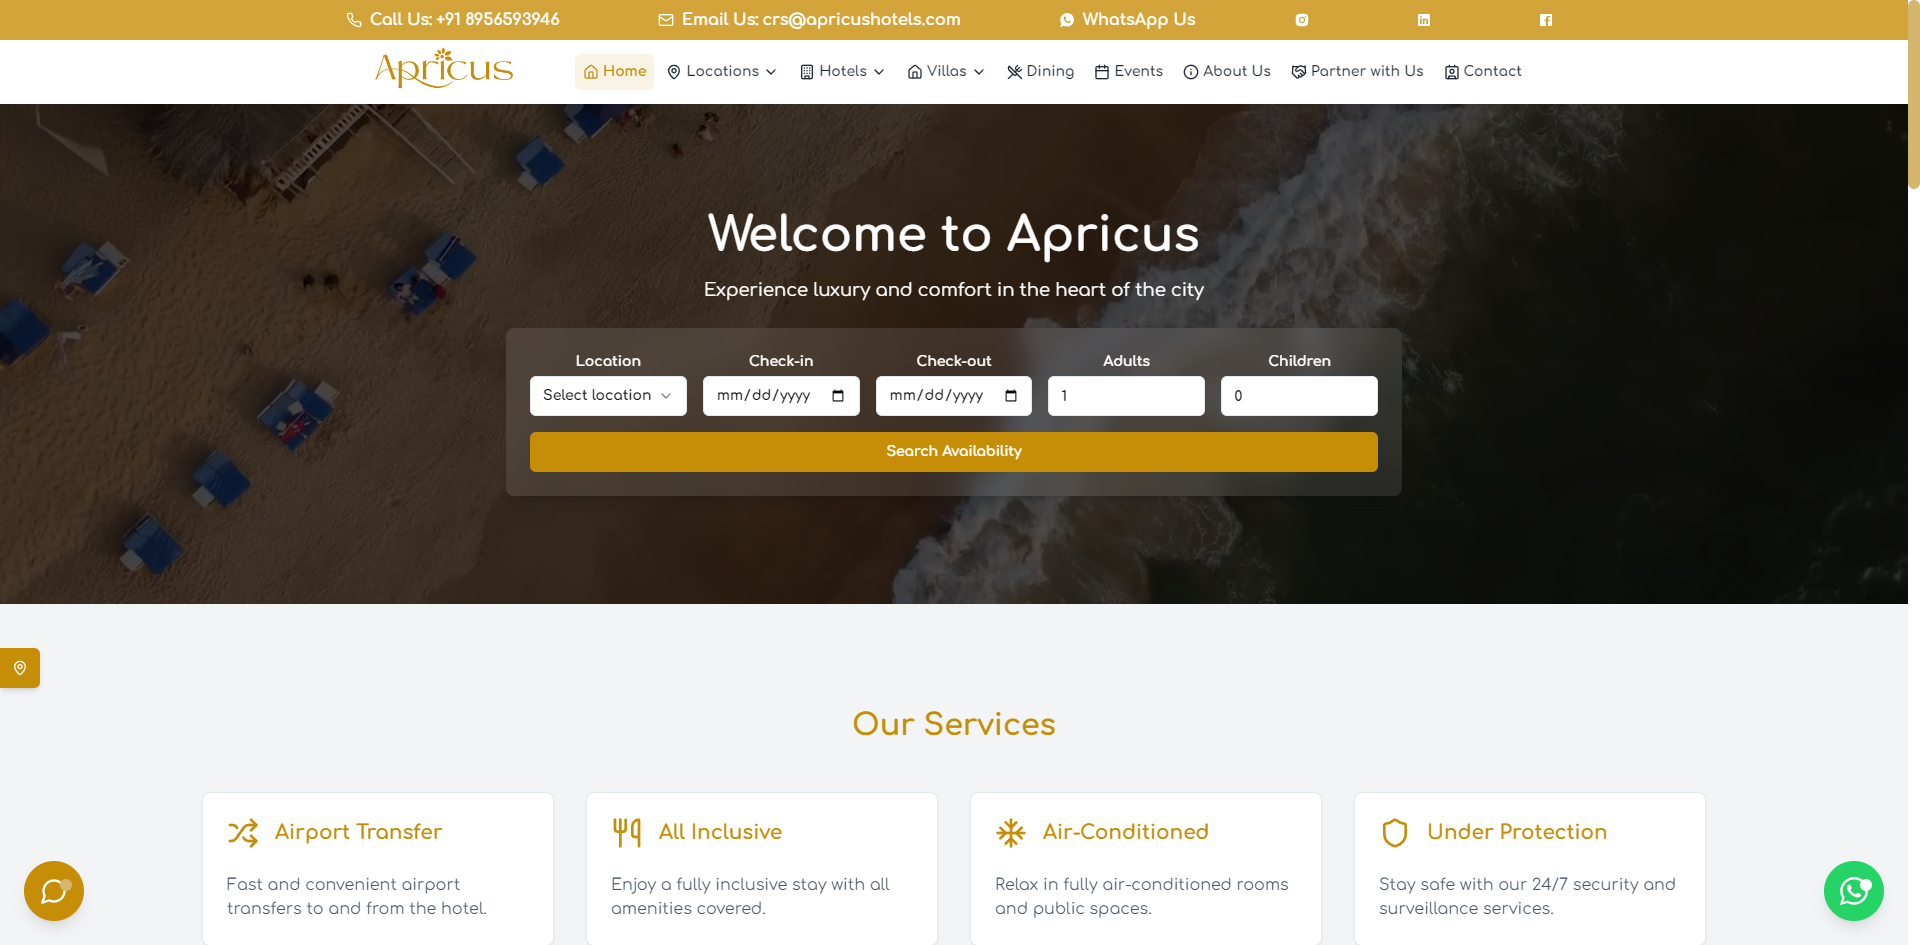 Call Us: +91 8956593946
Email Us: crs@apricushotels.com
WhatsApp Us
Apricus
Home
Locations
Hotels
Villas
Dining
Events
About Us
Partner with Us
Contact
Welcome to Apricus
Experience luxury and comfort in the heart of the city
Location
Check-in
Check-out
Adults
Children
Select location
mm/dd/yyyy
mm/dd/yyyy
1
0
Search Availability
Our Services
Airport Transfer
Fast and convenient airport
transfers to and from the hotel.
All Inclusive
Enjoy a fully inclusive stay with all
amenities covered.
Air-Conditioned
Relax in fully air-conditioned rooms
and public spaces.
Under Protection
Stay safe with our 24/7 security and
surveillance services.